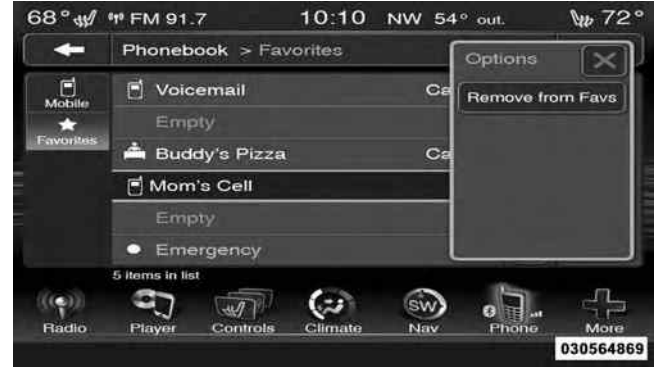 68° FM 91.7 10:10 NW 54° out. 72°
Phonebook > Favorites
Options
Mobile
Voicemail Ca
Remove from Favs
Empty
Favorites
Buddy's Pizza Ca
Mom's Cell
Empty
Emergency
5 items in list
SW
Radio Player Controls Climate Nav Phone More
030564869